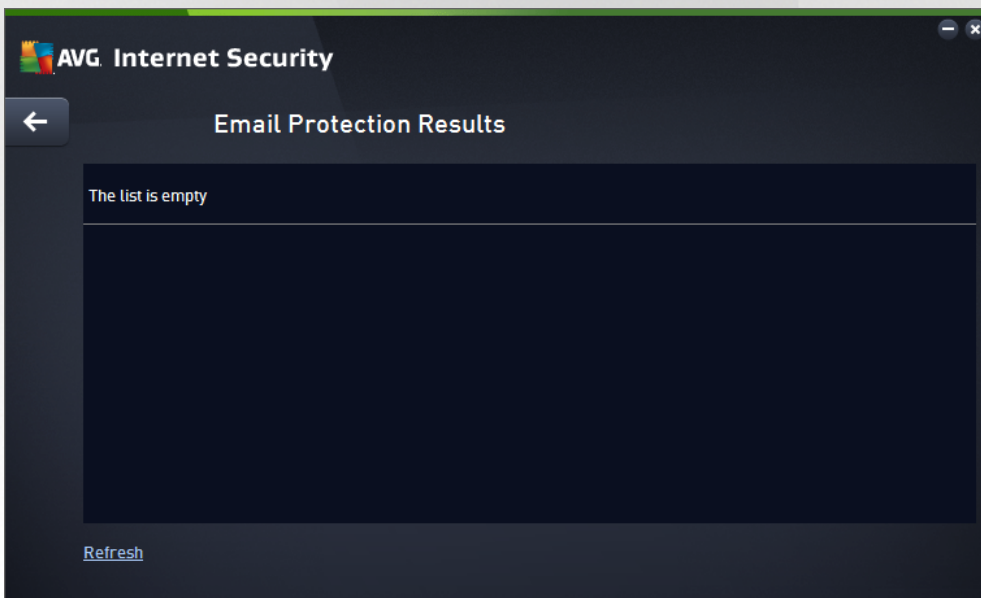 AVG. Internet Security
Email Protection Results
The list is empty
Refresh